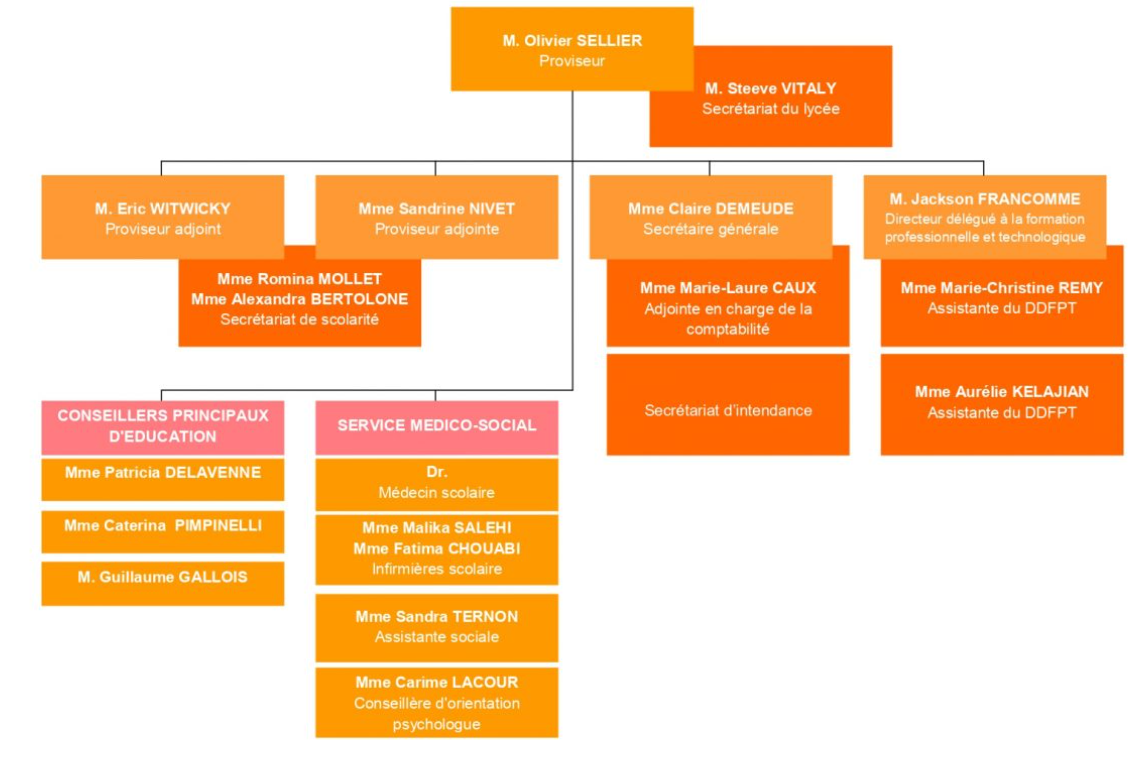 M. Olivier SELLIER
Proviseur
M. Steeve VITALY
Secrétariat du lycée
M. Eric WITWICKY
Proviseur adjoint
Mme Sandrine NIVET
Proviseur adjointe
Mme Romina MOLLET
Mme Alexandra BERTOLONE
Secrétariat de scolarité
Mme Claire DEMEUDE
Secrétaire générale
Mme Marie-Laure CAUX
Adjointe en charge de la
comptabilité
Secrétariat d'intendance
M. Jackson FRANCOMME
Directeur délégué à la formation
professionnelle et technologique
Mme Marie-Christine REMY
Assistante du DDFPT
Mme Aurélie KELAJIAN
Assistante du DDFPT
CONSEILLERS PRINCIPAUX
D'EDUCATION
Mme Patricia DELAVENNE
Mme Caterina PIMPINELLI
M. Guillaume GALLOIS
SERVICE MEDICO-SOCIAL
Dr.
Médecin scolaire
Mme Malika SALEHI
Mme Fatima CHOUABI
Infirmières scolaire
Mme Sandra TERNON
Assistante sociale
Mme Carime LACOUR
Conseillère d'orientation
psychologue